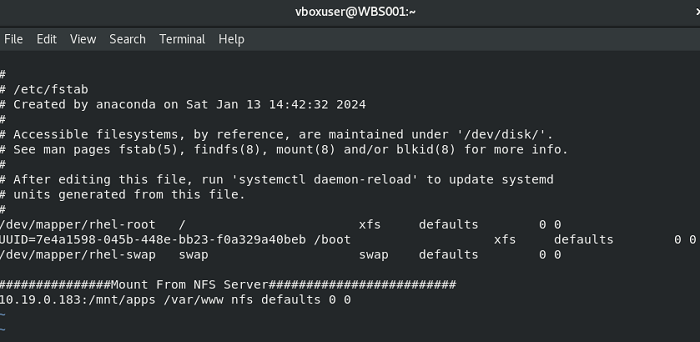 vboxuser@WBS001:~
File Edit View Search Terminal Help
#
# /etc/fstab
# Created by anaconda on Sat Jan 13 14:42:32 2024
#
# Accessible filesystems, by reference, are maintained under '/dev/disk/'.
# See man pages fstab(5), findfs(8), mount(8) and/or blkid(8) for more info.
#
# After editing this file, run 'systemctl daemon-reload' to update systemd
# units generated from this file.
#
/dev/mapper/rhel-root / xfs defaults 0 0
UUID=7e4a1598-045b-448e-bb23-f0a329a40beb /boot xfs defaults 0 0
/dev/mapper/rhel-swap swap swap defaults 0 0
###############Mount From NFS Server#########################
10.19.0.183:/mnt/apps /var/www nfs defaults 0 0
~
~